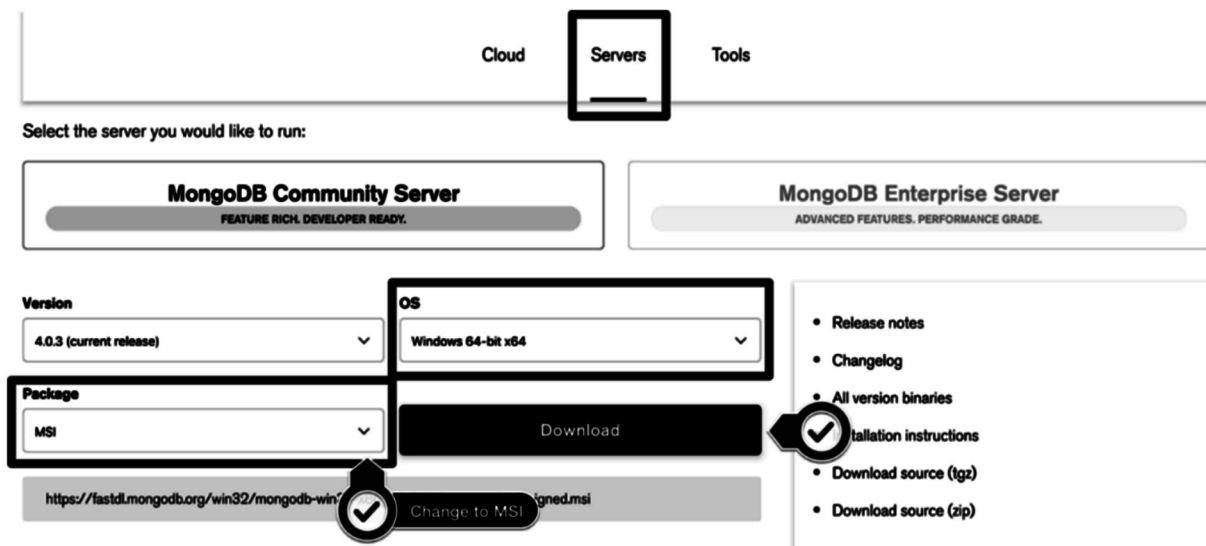 Cloud Servers Tools
Select the server you would like to run:
MongoDB Community Server
FEATURE RICH. DEVELOPER READY.
MongoDB Enterprise Server
ADVANCED FEATURES. PERFORMANCE GRADE.
Version
4.0.3 (current release)
OS
Windows 64-bit x64
Package
MSI
Download
https://fastdl.mongodb.org/win32/mongodb-win
igned.msi
Change to MSI
Release notes
Changelog
All version binaries
tallation instructions
Download source (tgz)
Download source (zip)